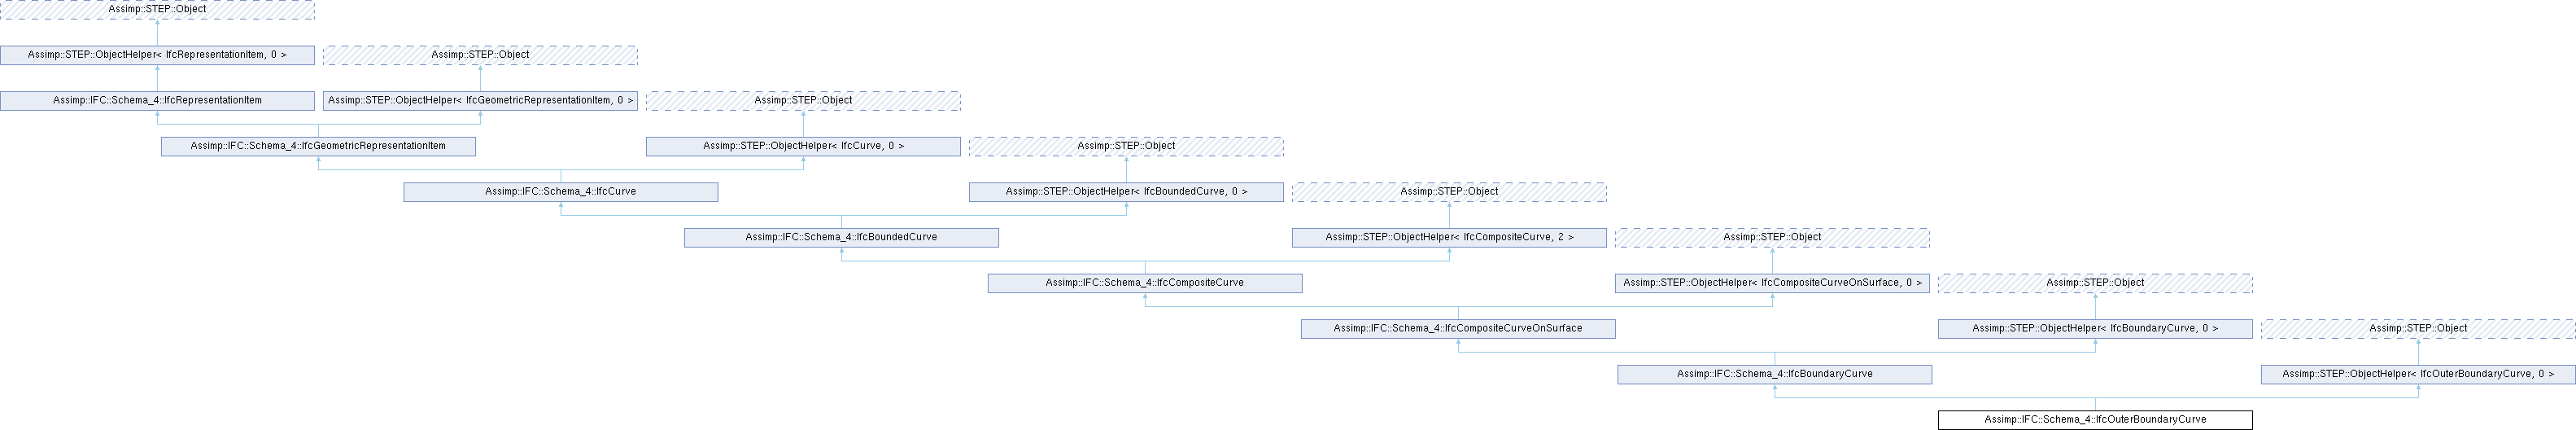 Assimp::STEP::Object
Assimp::STEP::ObjectHelper< IfcRepresentationItem, 0 >
Assimp::STEP::Object
Assimp::IFC::Schema_4::IfcRepresentationItem
Assimp::STEP::ObjectHelper< IfcGeometricRepresentationItem, 0 >
Assimp::STEP::Object
Assimp::IFC::Schema_4::IfcGeometricRepresentationItem
Assimp::STEP::ObjectHelper< IfcCurve, 0 >
Assimp::STEP::Object
Assimp::IFC::Schema_4::IfcCurve
Assimp::STEP::ObjectHelper< IfcBoundedCurve, 0 >
Assimp::STEP::Object
Assimp::IFC::Schema_4::IfcBoundedCurve
Assimp::STEP::ObjectHelper< IfcCompositeCurve, 2 >
Assimp::STEP::Object
Assimp::IFC::Schema_4::IfcCompositeCurve
Assimp::STEP::ObjectHelper< IfcCompositeCurveOnSurface, 0 >
Assimp::STEP::Object
Assimp::IFC::Schema_4::IfcCompositeCurveOnSurface
Assimp::STEP::ObjectHelper< IfcBoundaryCurve, 0 >
Assimp::STEP::Object
Assimp::IFC::Schema_4::IfcBoundaryCurve
Assimp::STEP::ObjectHelper< IfcOuterBoundaryCurve, 0 >
Assimp::IFC::Schema_4::IfcOuterBoundaryCurve